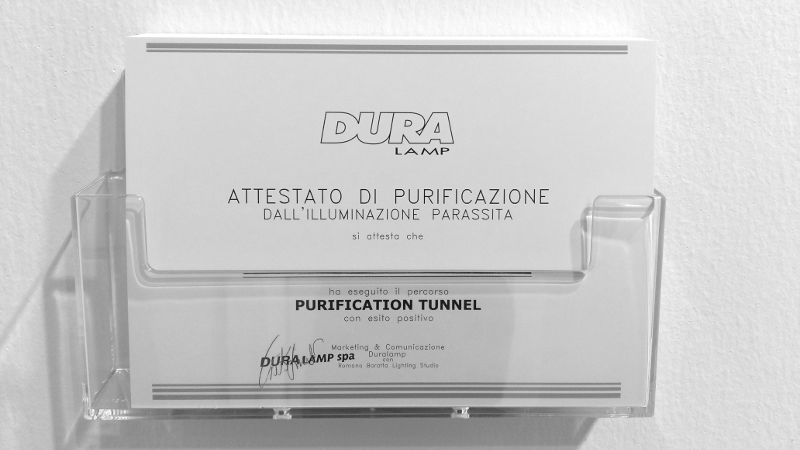 DURA
LAMP
ATTESTATO DI PURIFICAZIONE
DALL'ILLUMINAZIONE PARASSITA
si attesta che
ha eseguito il percorso
PURIFICATION TUNNEL
con esito positivo
DURALAMP spa
Marketing & Comunicazione
Duralamp
con
Romano Baratta Lighting Studio